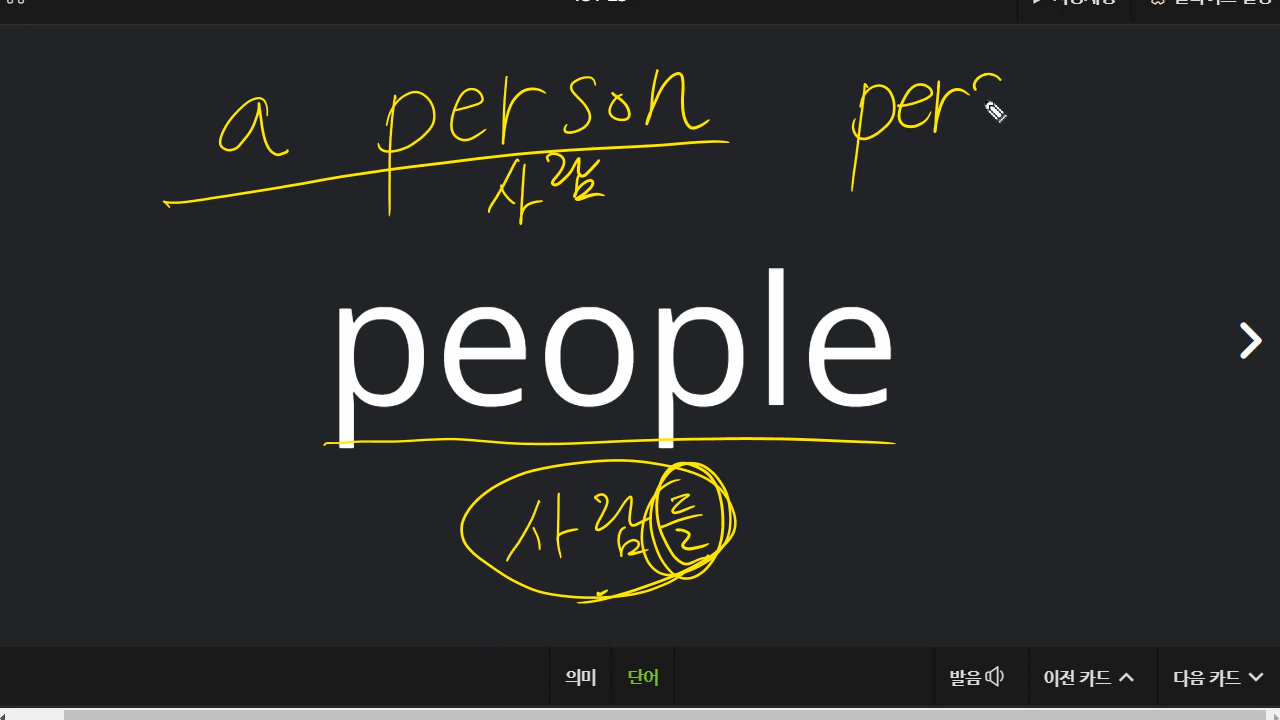 a person pers
사람
people
사람들
의미 단어 발음 이전 카드 다음 카드